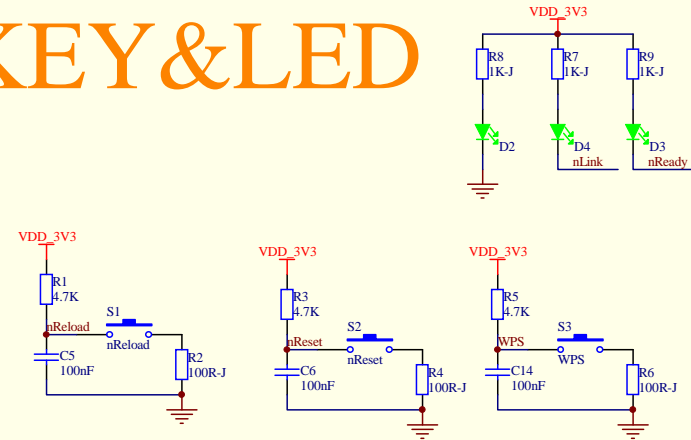 KEY&LED
VDD_3V3
R8
1K-J
R7
1K-J
R9
1K-J
D2
D4
D3
nLink
nReady
VDD_3V3
R1
4.7K
nReload
S1
nReload
C5
100nF
R2
100R-J
VDD_3V3
R3
4.7K
nReset
S2
nReset
C6
100nF
R4
100R-J
VDD_3V3
R5
4.7K
WPS
S3
WPS
C14
100nF
R6
100R-J